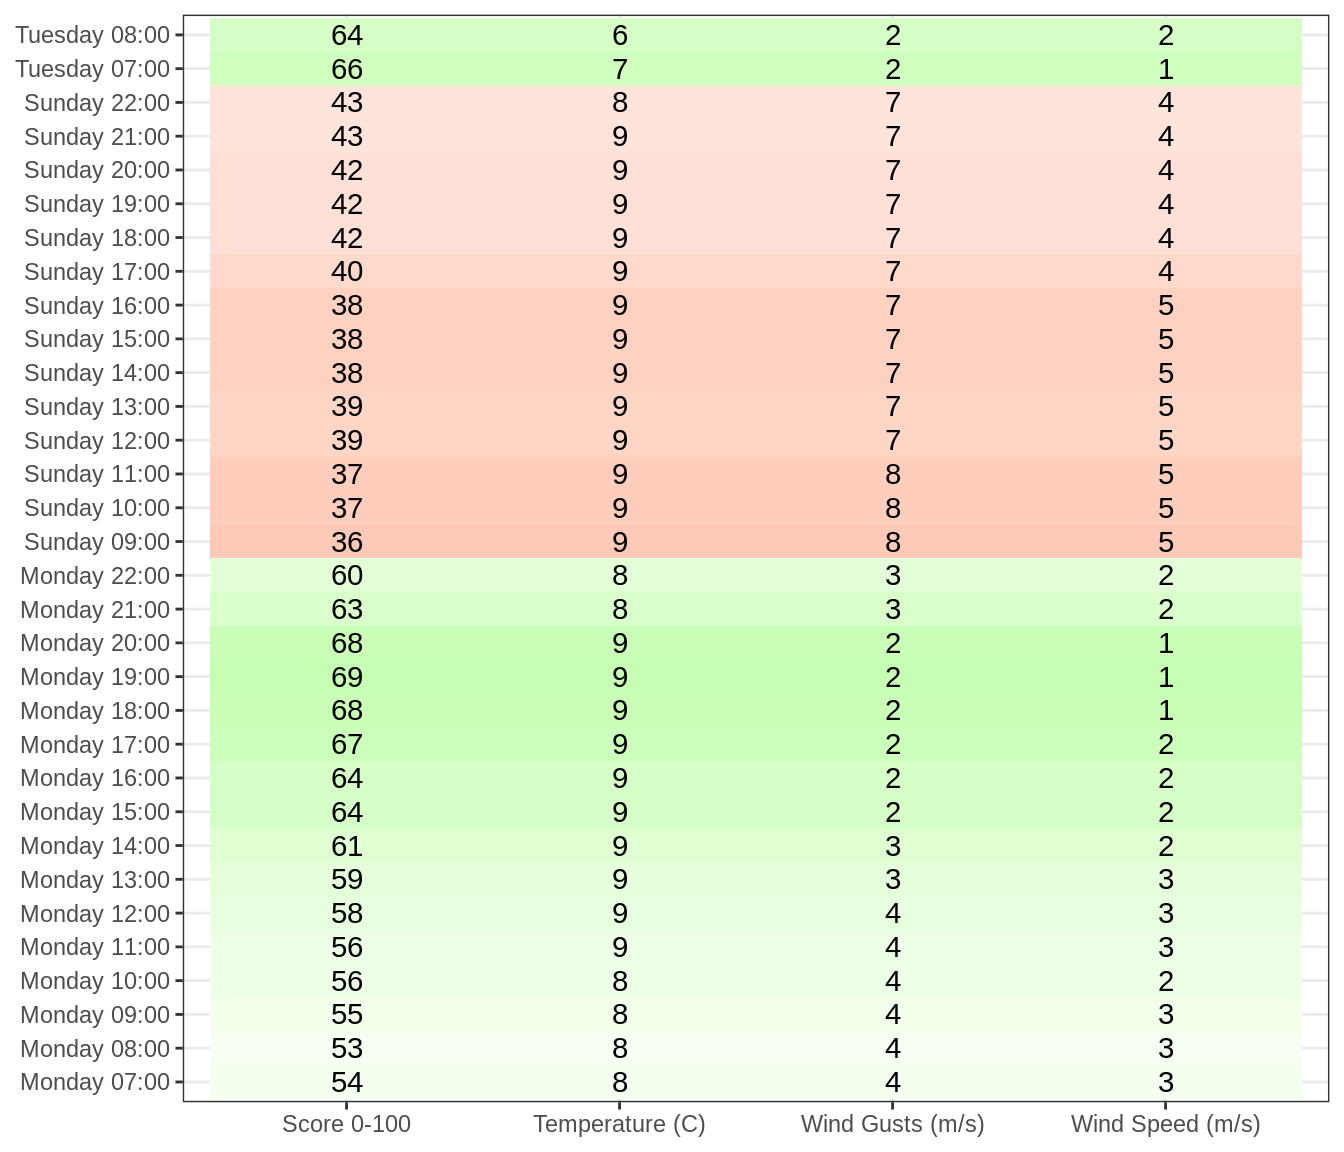 Tuesday 08:00 64 6 2 2
Tuesday 07:00 66 7 2 1
Sunday 22:00 43 8 7 4
Sunday 21:00 43 9 7 4
Sunday 20:00 42 9 7 4
Sunday 19:00 42 9 7 4
Sunday 18:00 42 9 7 4
Sunday 17:00 40 9 7 4
Sunday 16:00 38 9 7 5
Sunday 15:00 38 9 7 5
Sunday 14:00 38 9 7 5
Sunday 13:00 39 9 7 5
Sunday 12:00 39 9 7 5
Sunday 11:00 37 9 8 5
Sunday 10:00 37 9 8 5
Sunday 09:00 36 9 8 5
Monday 22:00 60 8 3 2
Monday 21:00 63 8 3 2
Monday 20:00 68 9 2 1
Monday 19:00 69 9 2 1
Monday 18:00 68 9 2 1
Monday 17:00 67 9 2 2
Monday 16:00 64 9 2 2
Monday 15:00 64 9 2 2
Monday 14:00 61 9 3 2
Monday 13:00 59 9 3 3
Monday 12:00 58 9 4 3
Monday 11:00 56 9 4 3
Monday 10:00 56 8 4 2
Monday 09:00 55 8 4 3
Monday 08:00 53 8 4 3
Monday 07:00 54 8 4 3
Score 0-100 Temperature (C) Wind Gusts (m/s) Wind Speed (m/s)